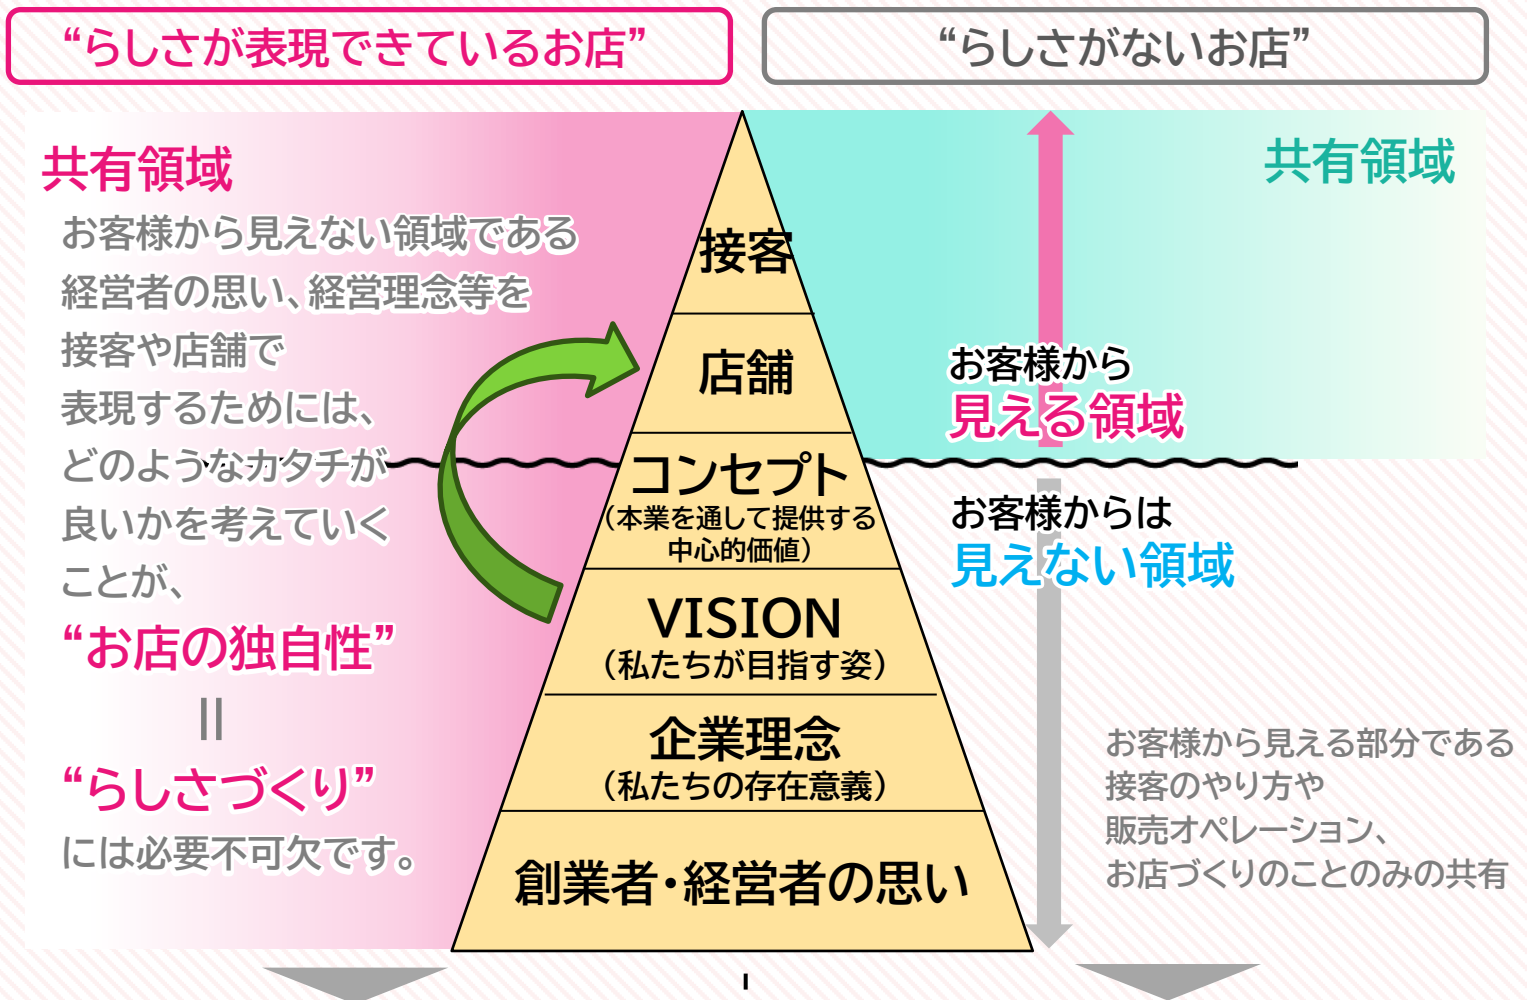 “らしさが表現できているお店”
“らしさがないお店”
共有領域
お客様から見えない領域である
経営者の思い、経営理念等を
接客や店舗で
表現するためには、
どのようなカタチが
良いかを考えていく
ことが、
“お店の独自性”
＝
“らしさづくり”
には必要不可欠です。
接客
店舗
コンセプト
（本業を通して提供する
中心的価値）
VISION
（私たちが目指す姿）
企業理念
（私たちの存在意義）
創業者・経営者の思い
共有領域
お客様から
見える領域
お客様からは
見えない領域
お客様から見える部分である
接客のやり方や
販売オペレーション、
お店づくりのことのみの共有